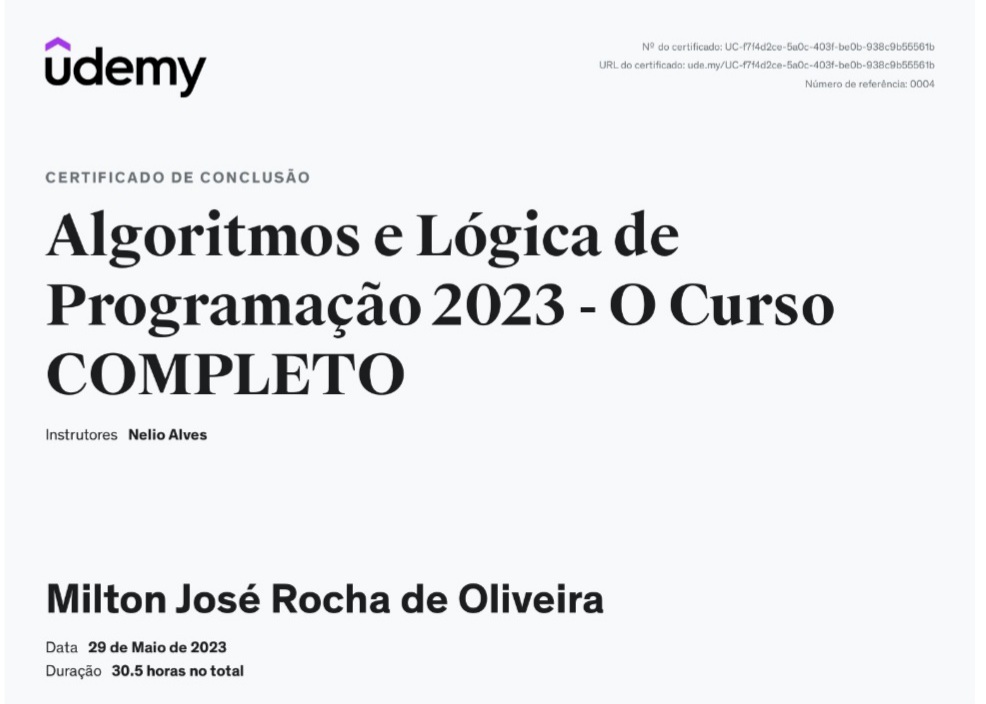 udemy
Nº do certificado: UC-f7f4d2ce-5a0c-403f-be0b-938c9b55561b
URL do certificado: ude.my/UC-f7f4d2ce-5a0c-403f-be0b-938c9b55561b
Número de referência: 0004
CERTIFICADO DE CONCLUSÃO
Algoritmos e Lógica de
Programação 2023 - O Curso
COMPLETO
Instrutores Nelio Alves
Milton José Rocha de Oliveira
Data 29 de Maio de 2023
Duração 30.5 horas no total